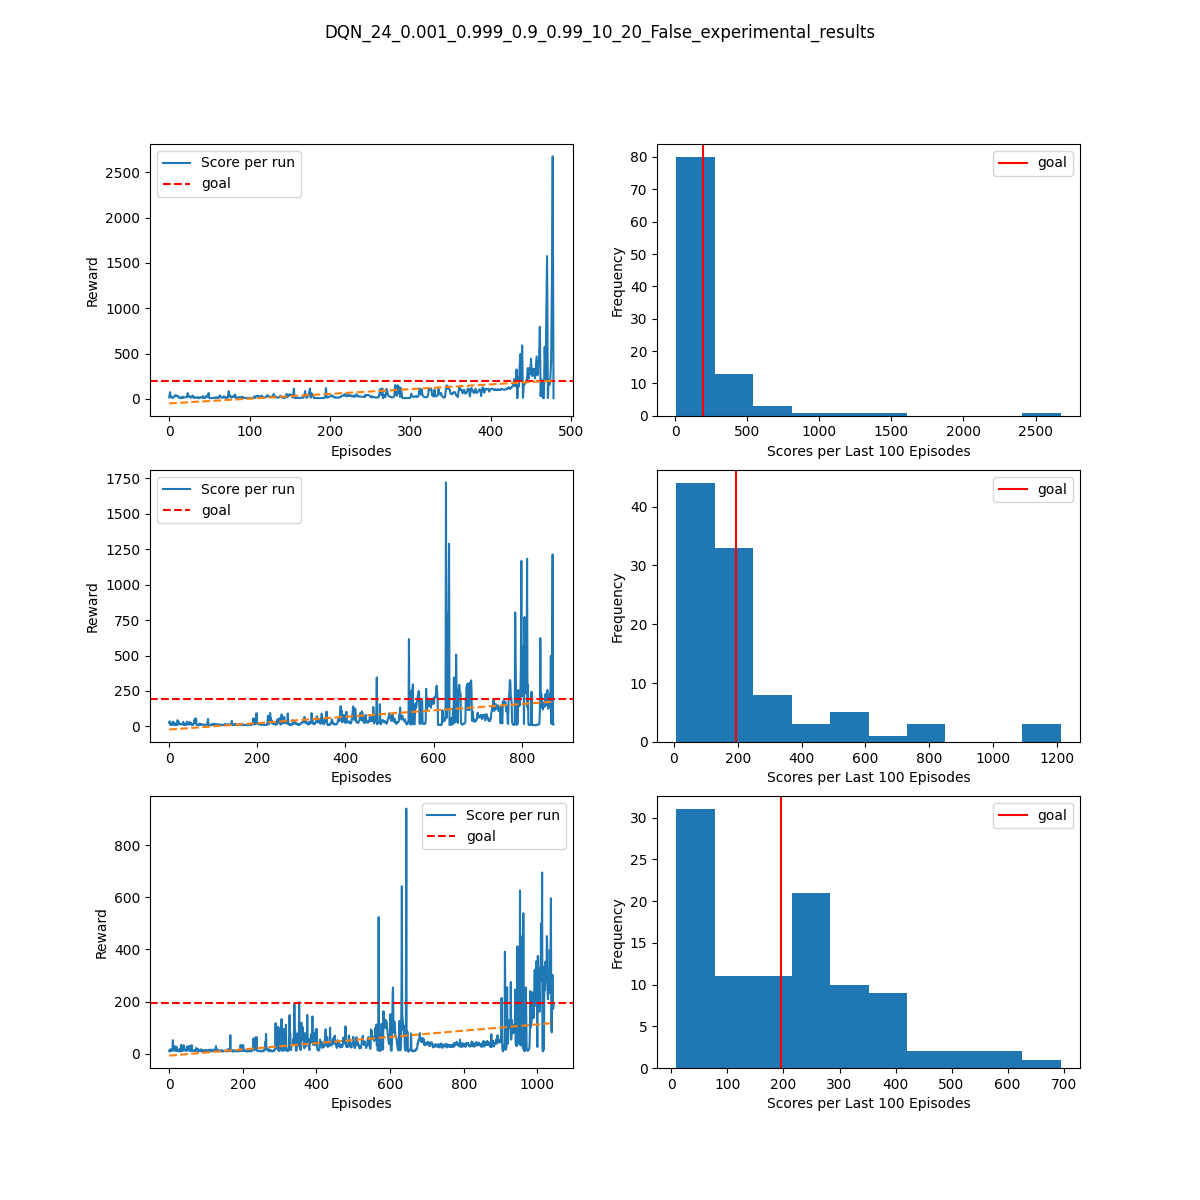 DQN_24_0.001_0.999_0.9_0.99_10_20_False_experimental_results
Score per run
goal
2500
2000
1500
1000
500
0
Reward
0 100 200 300 400 500
Episodes
goal
80
70
60
50
40
30
20
10
0
Frequency
0 500 1000 1500 2000 2500
Scores per Last 100 Episodes
Score per run
goal
1750
1500
1250
1000
750
500
250
0
Reward
0 200 400 600 800
Episodes
goal
40
30
20
10
0
Frequency
0 200 400 600 800 1000 1200
Scores per Last 100 Episodes
Score per run
goal
800
600
400
200
0
Reward
0 200 400 600 800 1000
Episodes
goal
30
25
20
15
10
5
0
Frequency
0 100 200 300 400 500 600 700
Scores per Last 100 Episodes